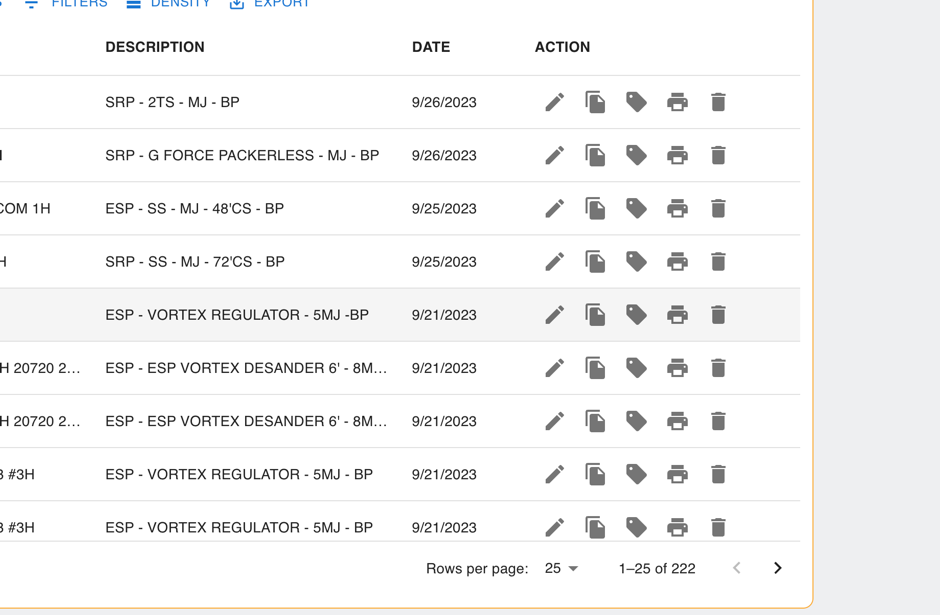 FILTERS DENSITY EXPORT
DESCRIPTION DATE ACTION
SRP - 2TS - MJ - BP 9/26/2023
SRP - G FORCE PACKERLESS - MJ - BP 9/26/2023
COM 1H ESP - SS - MJ - 48'CS - BP 9/25/2023
H SRP - SS - MJ - 72'CS - BP 9/25/2023
ESP - VORTEX REGULATOR - 5MJ -BP 9/21/2023
H 20720 2... ESP - ESP VORTEX DESANDER 6' - 8M... 9/21/2023
H 20720 2... ESP - ESP VORTEX DESANDER 6' - 8M... 9/21/2023
#3H ESP - VORTEX REGULATOR - 5MJ - BP 9/21/2023
#3H ESP - VORTEX REGULATOR - 5MJ - BP 9/21/2023
Rows per page: 25 1–25 of 222